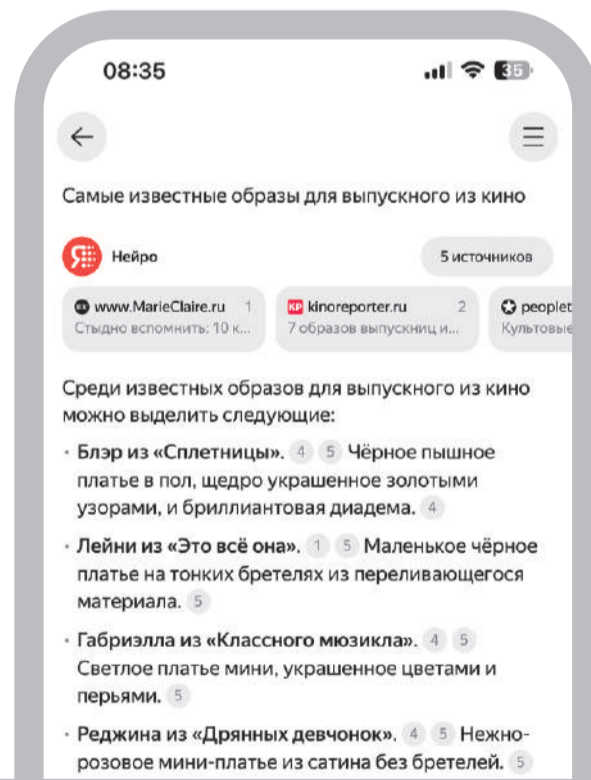 08:35
35
Самые известные образы для выпускного из кино
Нейро
5 источников
www.MarieClaire.ru 1
Стыдно вспомнить: 10 к...
KP kinoreporter.ru 2
7 образов выпускниц и...
peoplet
Культовые
Среди известных образов для выпускного из кино
можно выделить следующие:
· Блэр из «Сплетницы». 4 5 Чёрное пышное
платье в пол, щедро украшенное золотыми
узорами, и бриллиантовая диадема. 4
· Лейни из «Это всё она». 1 5 Маленькое чёрное
платье на тонких бретелях из переливающегося
материала. 5
· Габриэлла из «Классного мюзикла». 4 5
Светлое платье мини, украшенное цветами и
перьями. 5
· Реджина из «Дрянных девчонок». 4 5 Нежно-
розовое мини-платье из сатина без бретелей. 5